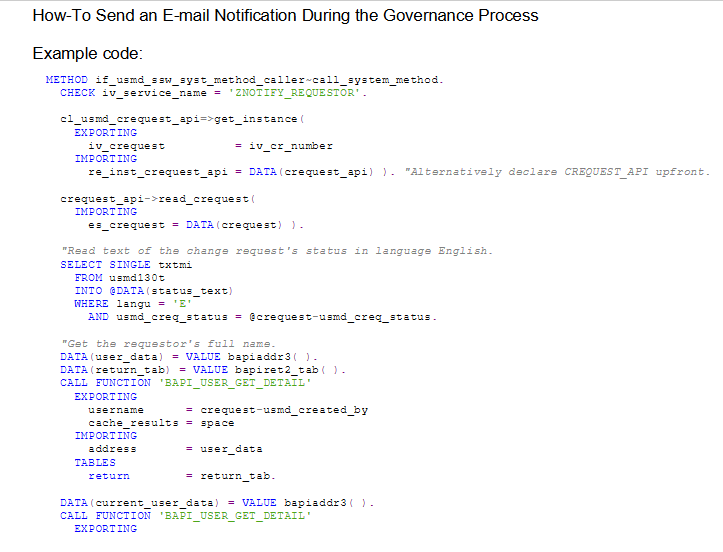 How-To Send an E-mail Notification During the Governance Process
Example code:
METHOD if_usmd_ssw_syst_method_caller~call_system_method.
CHECK iv_service_name = 'ZNOTIFY_REQUESTOR'.
cl_usmd_crequest_api=>get_instance(
EXPORTING
iv_crequest = iv_cr_number
IMPORTING
re_inst_crequest_api = DATA(crequest_api) ). "Alternatively declare CREQUEST_API upfront.
crequest_api->read_crequest(
IMPORTING
es_crequest = DATA(crequest) ).
"Read text of the change request's status in language English.
SELECT SINGLE txtmi
FROM usmd130t
INTO @DATA(status_text)
WHERE langu = 'E'
AND usmd_creq_status = @crequest-usmd_creq_status.
"Get the requestor's full name.
DATA(user_data) = VALUE bapiaddr3( ).
DATA(return_tab) = VALUE bapiret2_tab( ).
CALL FUNCTION 'BAPI_USER_GET_DETAIL'
EXPORTING
username = crequest-usmd_created_by
cache_results = space
IMPORTING
address = user_data
TABLES
return = return_tab.
DATA(current_user_data) = VALUE bapiaddr3( ).
CALL FUNCTION 'BAPI_USER_GET_DETAIL'
EXPORTING